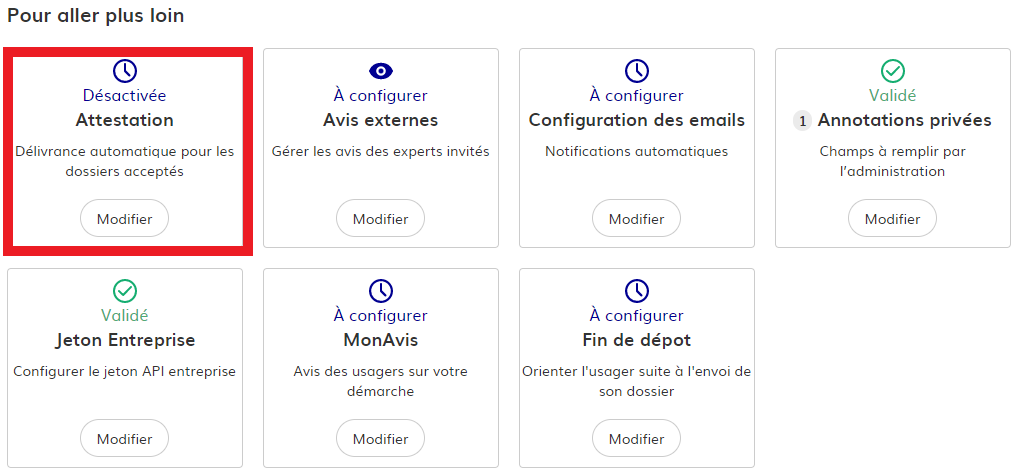 Pour aller plus loin
Désactivée
Attestation
Délivrance automatique pour les
dossiers acceptés
Modifier
À configurer
Avis externes
Gérer les avis des experts invités
Modifier
À configurer
Configuration des emails
Notifications automatiques
Modifier
Validé
1 Annotations privées
Champs à remplir par
l’administration
Modifier
Validé
Jeton Entreprise
Configurer le jeton API entreprise
Modifier
À configurer
MonAvis
Avis des usagers sur votre
démarche
Modifier
À configurer
Fin de dépot
Orienter l'usager suite à l'envoi de
son dossier
Modifier